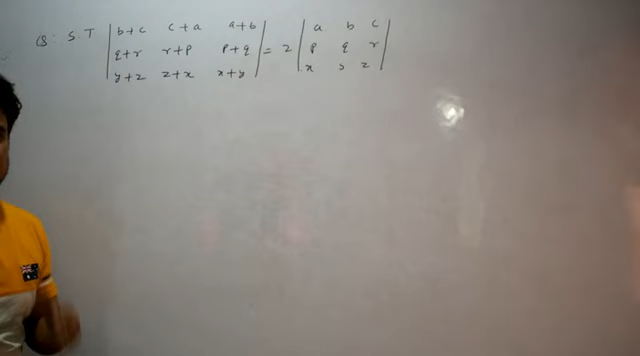 Q: S T | b+c c+a a+b | | a b c |
| q+r r+p p+q | = 2 | p q r |
| y+z z+x x+y | | x y z |